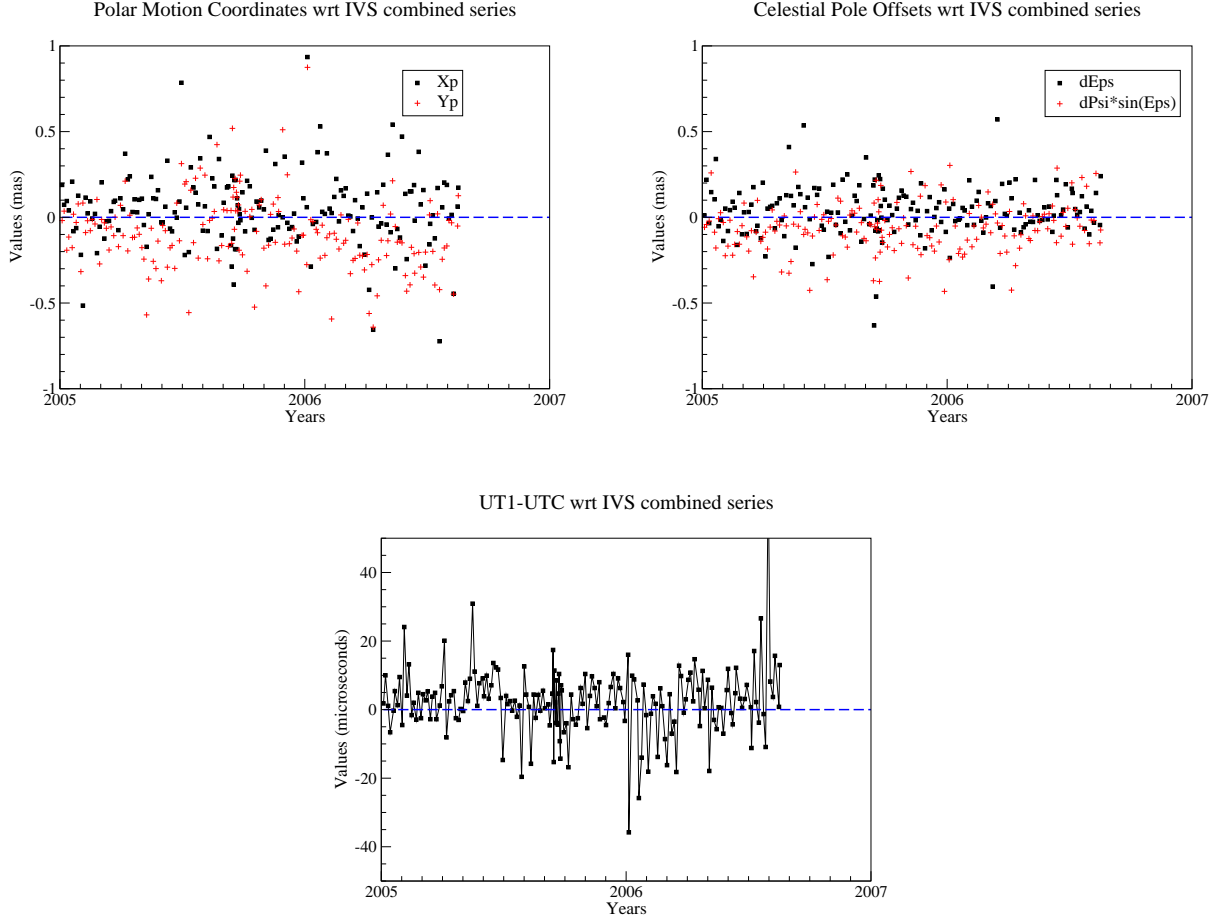 Polar Motion Coordinates wrt IVS combined series
1
0.5
0
-0.5
-1
Values (mas)
Xp
Yp
2005
2006
2007
Years
Celestial Pole Offsets wrt IVS combined series
1
0.5
0
-0.5
-1
Values (mas)
dEps
dPsi*sin(Eps)
2005
2006
2007
Years
UT1-UTC wrt IVS combined series
40
20
0
-20
-40
Values (microseconds)
2005
2006
2007
Years